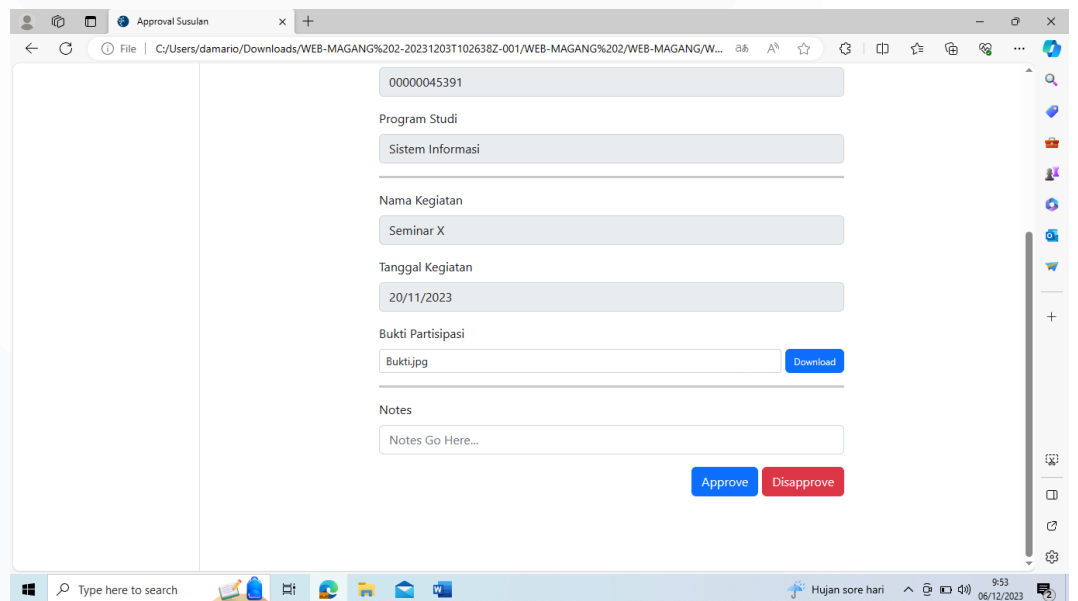 Approval Susulan
File
C:/Users/damario/Downloads/WEB-MAGANG%202-20231203T102638Z-001/WEB-MAGANG%202/WEB-MAGANG/W...
00000045391
Program Studi
Sistem Informasi
Nama Kegiatan
Seminar X
Tanggal Kegiatan
20/11/2023
Bukti Partisipasi
Bukti.jpg
Download
Notes
Notes Go Here...
Approve
Disapprove
Type here to search
Hujan sore hari
9:53
06/12/2023
2